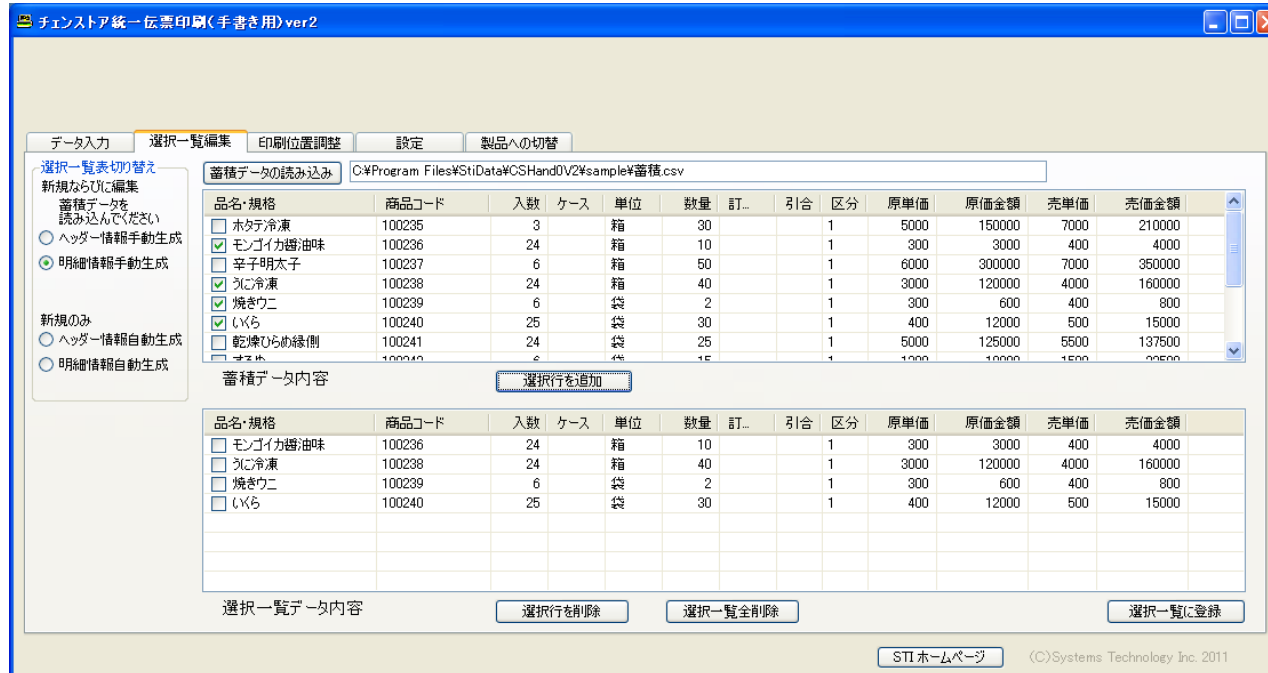 チェンストア統一伝票印刷(手書き用)ver2
データ入力 選択一覧編集 印刷位置調整 設定 製品への切替
選択一覧表切り替え
新規ならびに編集
蓄積データを
読み込んでください
ヘッダー情報手動生成
明細情報手動生成
新規のみ
ヘッダー情報自動生成
明細情報自動生成
蓄積データの読み込み C:¥Program Files¥StiData¥CSHand0V2¥sample¥蓄積.csv
品名・規格 商品コード 入数 ケース 単位 数量 訂... 引合 区分 原単価 原価金額 売単価 売価金額
ホタテ冷凍 100235 3 箱 30 1 5000 150000 7000 210000
モンゴイカ醤油味 100236 24 箱 10 1 300 3000 400 4000
辛子明太子 100237 6 箱 50 1 6000 300000 7000 350000
うに冷凍 100238 24 箱 40 1 3000 120000 4000 160000
焼きウニ 100239 6 袋 2 1 300 600 400 800
いくら 100240 25 袋 30 1 400 12000 500 15000
乾燥ひらめ縁側 100241 24 袋 25 1 5000 125000 5500 137500
蓄積データ内容 選択行を追加
品名・規格 商品コード 入数 ケース 単位 数量 訂... 引合 区分 原単価 原価金額 売単価 売価金額
モンゴイカ醤油味 100236 24 箱 10 1 300 3000 400 4000
うに冷凍 100238 24 箱 40 1 3000 120000 4000 160000
焼きウニ 100239 6 袋 2 1 300 600 400 800
いくら 100240 25 袋 30 1 400 12000 500 15000
選択一覧データ内容 選択行を削除 選択一覧全削除 選択一覧に登録
STI ホームページ (C)Systems Technology Inc. 2011